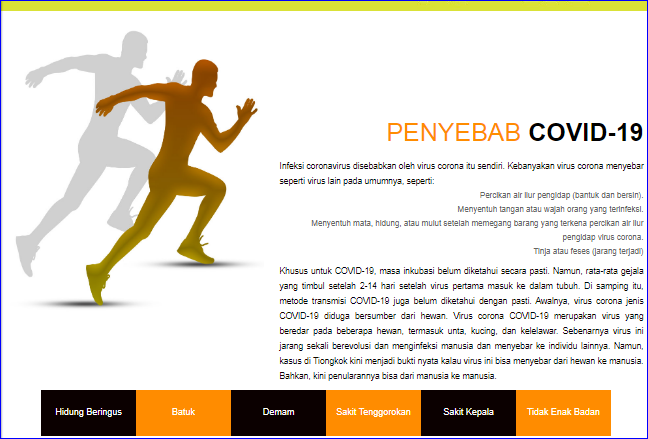 PENYEBAB COVID-19
Infeksi coronavirus disebabkan oleh virus corona itu sendiri. Kebanyakan virus corona menyebar
seperti virus lain pada umumnya, seperti:
Percikan air liur pengidap (bantuk dan bersin).
Menyentuh tangan atau wajah orang yang terinfeksi.
Menyentuh mata, hidung, atau mulut setelah memegang barang yang terkena percikan air liur
pengidap virus corona.
Tinja atau feses (jarang terjadi)
Khusus untuk COVID-19, masa inkubasi belum diketahui secara pasti. Namun, rata-rata gejala
yang timbul setelah 2-14 hari setelah virus pertama masuk ke dalam tubuh. Di samping itu,
metode transmisi COVID-19 juga belum diketahui dengan pasti. Awalnya, virus corona jenis
COVID-19 diduga bersumber dari hewan. Virus corona COVID-19 merupakan virus yang
beredar pada beberapa hewan, termasuk unta, kucing, dan kelelawar. Sebenarnya virus ini
jarang sekali berevolusi dan menginfeksi manusia dan menyebar ke individu lainnya. Namun,
kasus di Tiongkok kini menjadi bukti nyata kalau virus ini bisa menyebar dari hewan ke manusia.
Bahkan, kini penularannya bisa dari manusia ke manusia.
Hidung Beringus Batuk Demam Sakit Tenggorokan Sakit Kepala Tidak Enak Badan